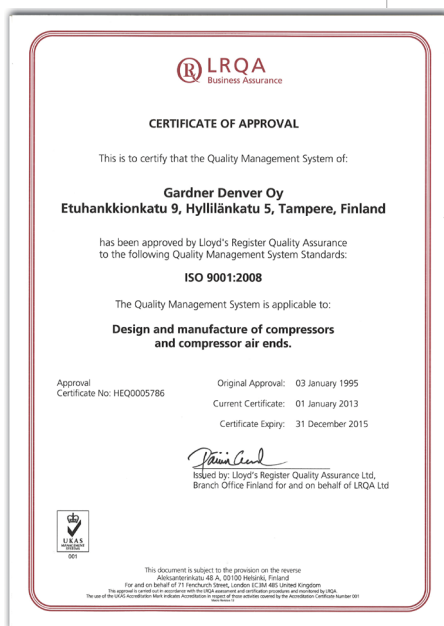 LRQA
Business Assurance
CERTIFICATE OF APPROVAL
This is to certify that the Quality Management System of:
Gardner Denver Oy
Etuhankkionkatu 9, Hyllilänkatu 5, Tampere, Finland
has been approved by Lloyd's Register Quality Assurance
to the following Quality Management System Standards:
ISO 9001:2008
The Quality Management System is applicable to:
Design and manufacture of compressors
and compressor air ends.
Approval
Certificate No: HEQ0005786
Original Approval: 03 January 1995
Current Certificate: 01 January 2013
Certificate Expiry: 31 December 2015
Issued by: Lloyd's Register Quality Assurance Ltd,
Branch Office Finland for and on behalf of LRQA Ltd
UKAS
MANAGEMENT
SYSTEMS
001
This document is subject to the provision on the reverse
Aleksanterinkatu 48 A, 00100 Helsinki, Finland
For and on behalf of 71 Fenchurch Street, London EC3M 4BS United Kingdom
This approval is carried out in accordance with the LRQA assessment and certification procedures and monitored by LRQA.
The use of the UKAS Accreditation Mark indicates Accreditation in respect of those activities covered by the Accreditation Certificate Number 001